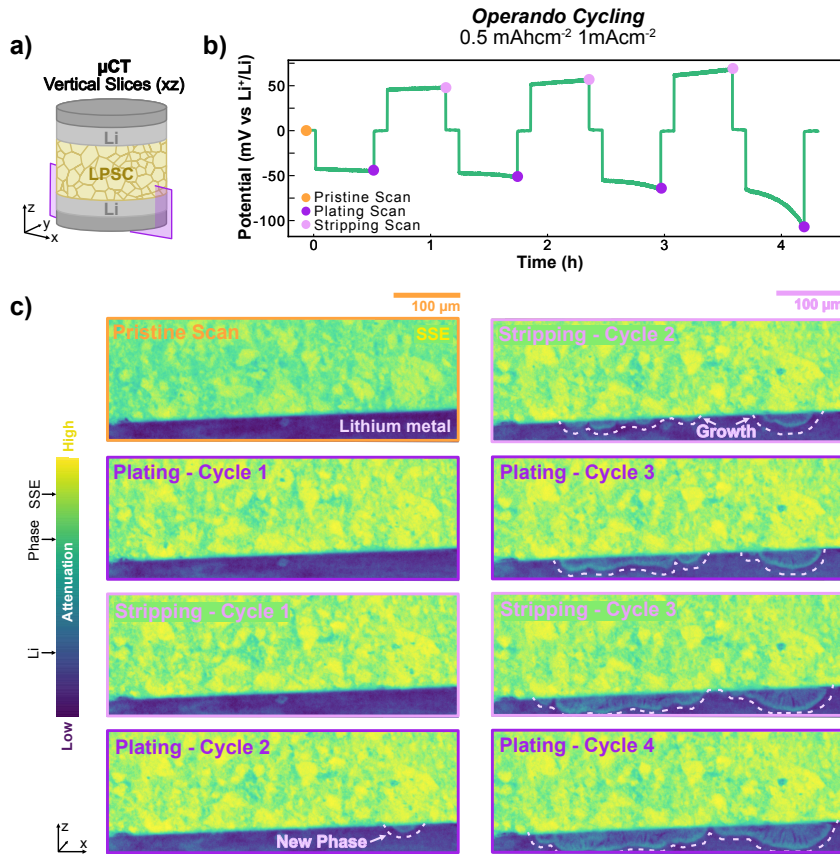 Operando Cycling
0.5 mAhcm⁻² 1mAcm⁻²
a)
µCT
Vertical Slices (xz)
Li
LPSC
Li
z
y
x
b)
Potential (mV vs Li⁺/Li)
50
0
-50
-100
Pristine Scan
Plating Scan
Stripping Scan
0
1
2
3
4
Time (h)
c)
100 µm
100 µm
Pristine Scan
SSE
Lithium metal
Plating - Cycle 1
Stripping - Cycle 1
Plating - Cycle 2
New Phase
Stripping - Cycle 2
Growth
Plating - Cycle 3
Stripping - Cycle 3
Plating - Cycle 4
High
Attenuation
Low
SSE
Phase
Li
z
x